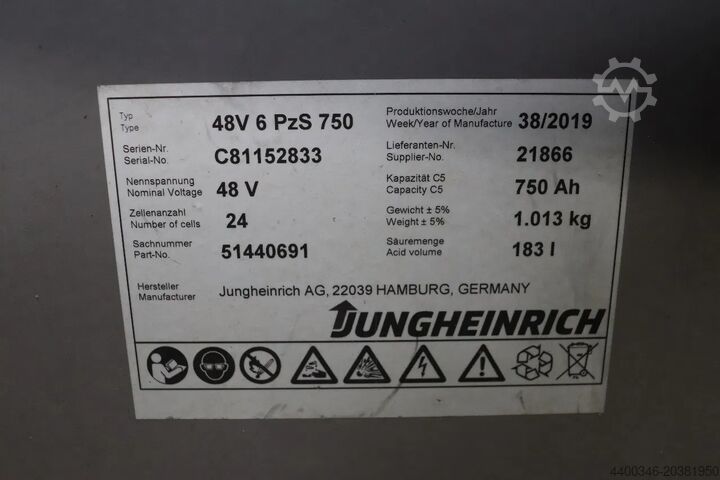 Typ
Type
48V 6 PzS 750
Produktionswoche/Jahr
Week/Year of Manufacture
38/2019
Serien-Nr.
Serial-No.
C81152833
Lieferanten-Nr.
Supplier-No.
21866
Nennspannung
Nominal Voltage
48 V
Kapazität C5
Capacity C5
750 Ah
Zellenanzahl
Number of cells
24
Gewicht ± 5%
Weight ± 5%
1.013 kg
Sachnummer
Part-No.
51440691
Säuremenge
Acid volume
183 l
Hersteller
Manufacturer
Jungheinrich AG, 22039 HAMBURG, GERMANY
JUNGHEINRICH
4400346-20381950